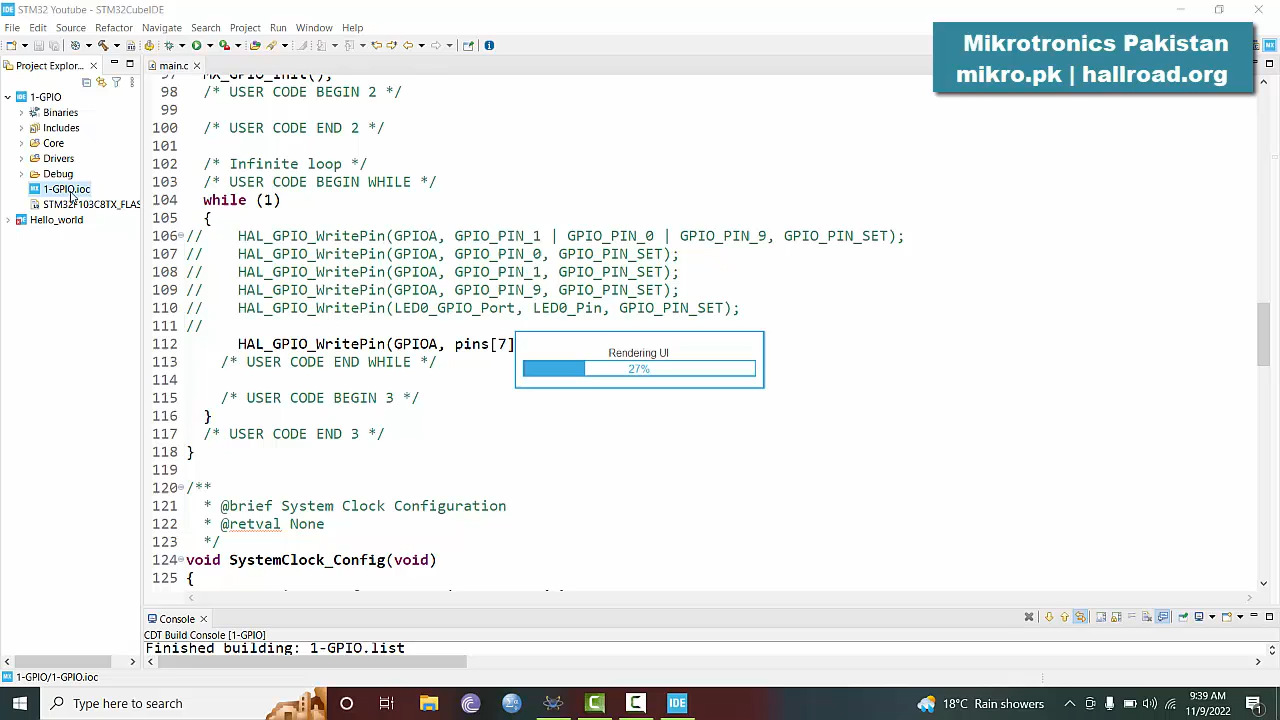 STM32 Youtube - STM32CubeIDE
File Edit Source Refactor Navigate Search Project Run Window Help
Mikrotronics Pakistan
mikro.pk | hallroad.org
Project Explor...
main.c
1-GPIO
Binaries
Includes
Core
Drivers
Debug
1-GPIO.ioc
STM32F103C8TX_FLAS
Hello_world
97 MX_GPIO_Init();
98 /* USER CODE BEGIN 2 */
99
100 /* USER CODE END 2 */
101
102 /* Infinite loop */
103 /* USER CODE BEGIN WHILE */
104 while (1)
105 {
106 // HAL_GPIO_WritePin(GPIOA, GPIO_PIN_1 | GPIO_PIN_0 | GPIO_PIN_9, GPIO_PIN_SET);
107 // HAL_GPIO_WritePin(GPIOA, GPIO_PIN_0, GPIO_PIN_SET);
108 // HAL_GPIO_WritePin(GPIOA, GPIO_PIN_1, GPIO_PIN_SET);
109 // HAL_GPIO_WritePin(GPIOA, GPIO_PIN_9, GPIO_PIN_SET);
110 // HAL_GPIO_WritePin(LED0_GPIO_Port, LED0_Pin, GPIO_PIN_SET);
111 //
112 HAL_GPIO_WritePin(GPIOA, pins[7]
113 /* USER CODE END WHILE */
114
115 /* USER CODE BEGIN 3 */
116 }
117 /* USER CODE END 3 */
118 }
119
120 /**
121 * @brief System Clock Configuration
122 * @retval None
123 */
124 void SystemClock_Config(void)
125 {
Rendering UI
27%
Console
CDT Build Console [1-GPIO]
Finished building: 1-GPIO.list
1-GPIO/1-GPIO.ioc
Type here to search
18°C Rain showers
9:39 AM
11/9/2022